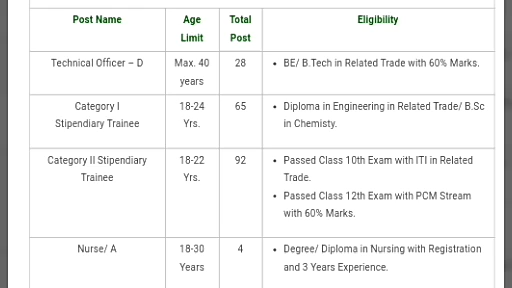 Post Name Age Limit Total Post Eligibility
Technical Officer – D Max. 40 years 28 • BE/ B.Tech in Related Trade with 60% Marks.
Category I Stipendiary Trainee 18-24 Yrs. 65 • Diploma in Engineering in Related Trade/ B.Sc in Chemisty.
Category II Stipendiary Trainee 18-22 Yrs. 92 • Passed Class 10th Exam with ITI in Related Trade.
• Passed Class 12th Exam with PCM Stream with 60% Marks.
Nurse/ A 18-30 Years 4 • Degree/ Diploma in Nursing with Registration and 3 Years Experience.